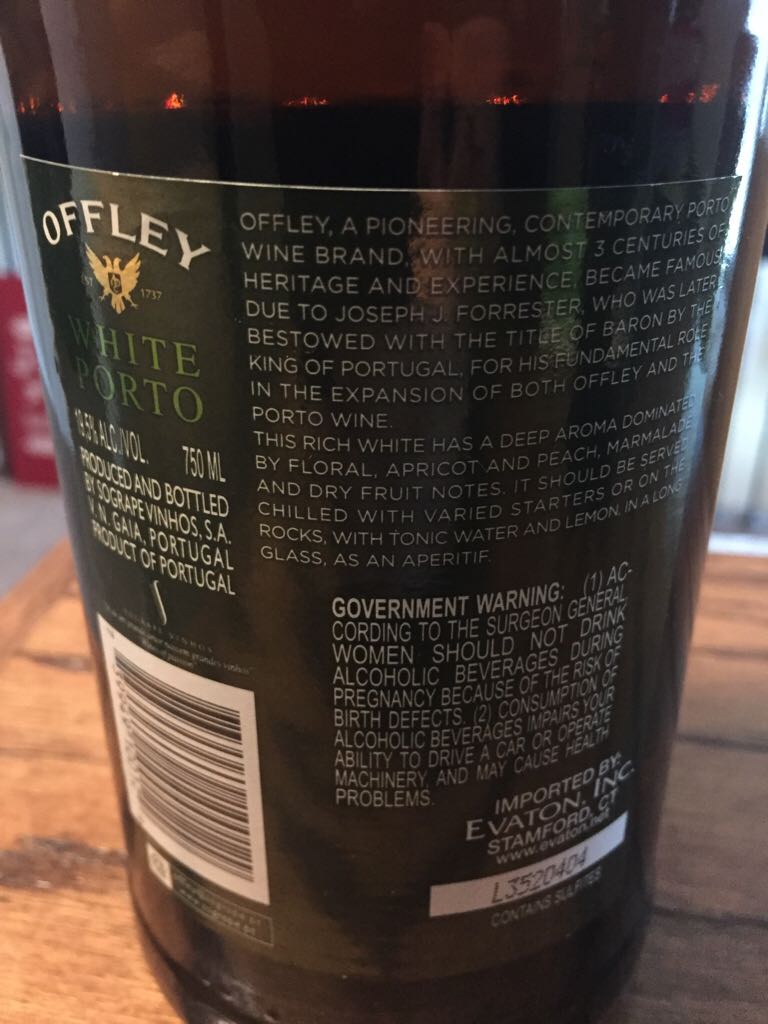 OFFLEY
1737
WHITE
PORTO
19.5% ALC./VOL. 750 ML
PRODUCED AND BOTTLED
BY SOGRAPE VINHOS, S.A.
V. N. GAIA, PORTUGAL
PRODUCT OF PORTUGAL
OFFLEY, A PIONEERING, CONTEMPORARY PORTO
WINE BRAND, WITH ALMOST 3 CENTURIES OF
HERITAGE AND EXPERIENCE, BECAME FAMOUS
DUE TO JOSEPH J. FORRESTER, WHO WAS LATER
BESTOWED WITH THE TITLE OF BARON BY THE
KING OF PORTUGAL, FOR HIS FUNDAMENTAL ROLE
IN THE EXPANSION OF BOTH OFFLEY AND THE
PORTO WINE.
THIS RICH WHITE HAS A DEEP AROMA DOMINATED
BY FLORAL, APRICOT AND PEACH, MARMALADE
AND DRY FRUIT NOTES. IT SHOULD BE SERVED
CHILLED WITH VARIED STARTERS OR ON THE
ROCKS, WITH TONIC WATER AND LEMON, IN A LONG
GLASS, AS AN APERITIF.
GOVERNMENT WARNING: (1) AC-
CORDING TO THE SURGEON GENERAL
WOMEN SHOULD NOT DRINK
ALCOHOLIC BEVERAGES DURING
PREGNANCY BECAUSE OF THE RISK OF
BIRTH DEFECTS. (2) CONSUMPTION OF
ALCOHOLIC BEVERAGES IMPAIRS YOUR
ABILITY TO DRIVE A CAR OR OPERATE
MACHINERY, AND MAY CAUSE HEALTH
PROBLEMS.
IMPORTED BY:
EVATON, INC.
STAMFORD, CT
www.evaton.net
L3520404
CONTAINS SULFITES